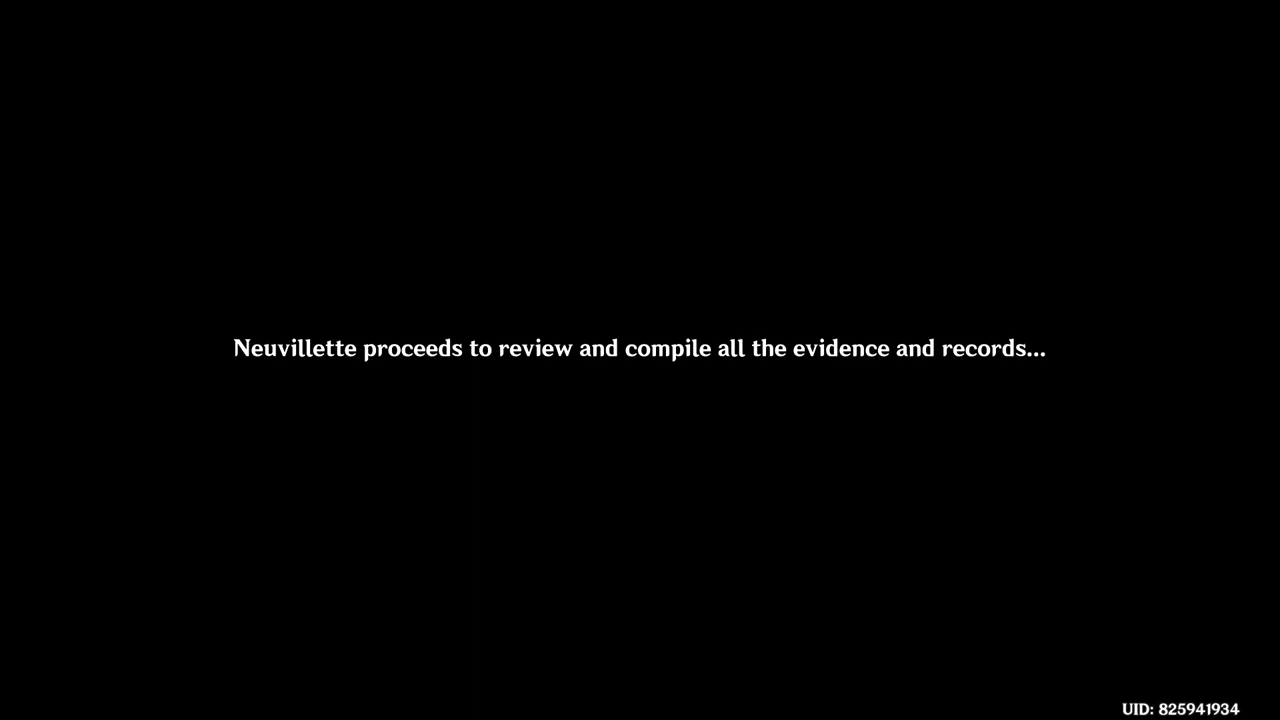 Neuvillette proceeds to review and compile all the evidence and records...
UID: 825941934